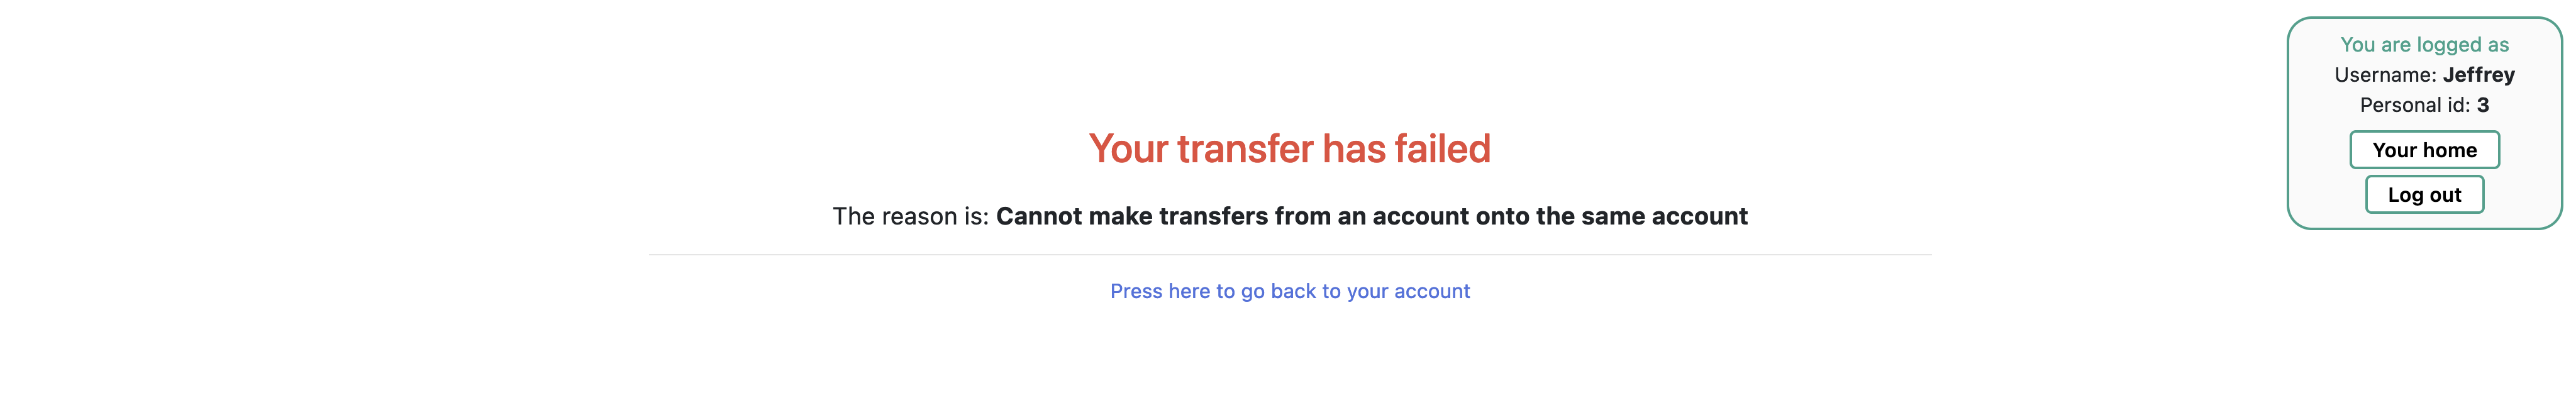 You are logged as
Username: Jeffrey
Personal id: 3
Your home
Log out
Your transfer has failed
The reason is: Cannot make transfers from an account onto the same account
Press here to go back to your account